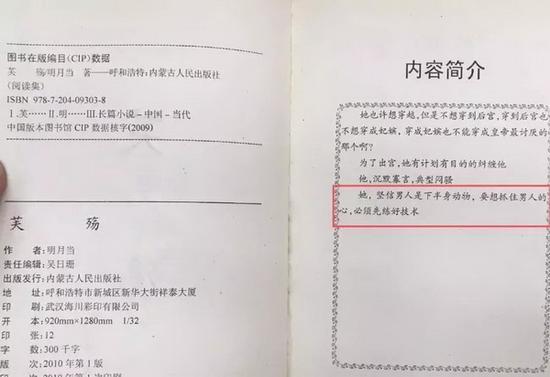 图书在版编目(CIP)数据
芙 殇/明月当 著——呼和浩特:内蒙古人民出版社
(阅读集)
ISBN 978-7-204-09303-8
Ⅰ.芙…… Ⅱ.明…… Ⅲ.长篇小说-中国-当代
中国版本图书馆 CIP 数据核字(2009)
芙 殇
作 者:明月当
责任编辑:吴日珊
出版发行:内蒙古人民出版社
地 址:呼和浩特市新城区新华大街祥泰大厦
印 刷:武汉海川彩印有限公司
开 本:920mm×1280mm 1/32
印 张:12
字 数:300 千字
版 次:2010 年第 1 版
印 次:2010 年第 1 次印刷
内容简介
她也许想穿越,但是不想穿到后宫,穿到后宫也
不想穿成妃嫔,穿成妃嫔也不能穿成皇帝最讨厌的
那个啊?
为了出宫,她有计划有目的的纠缠他
他,沉默寡言,典型闷骚
她,坚信男人是下半身动物,要想抓住男人的
心,必须先练好技术